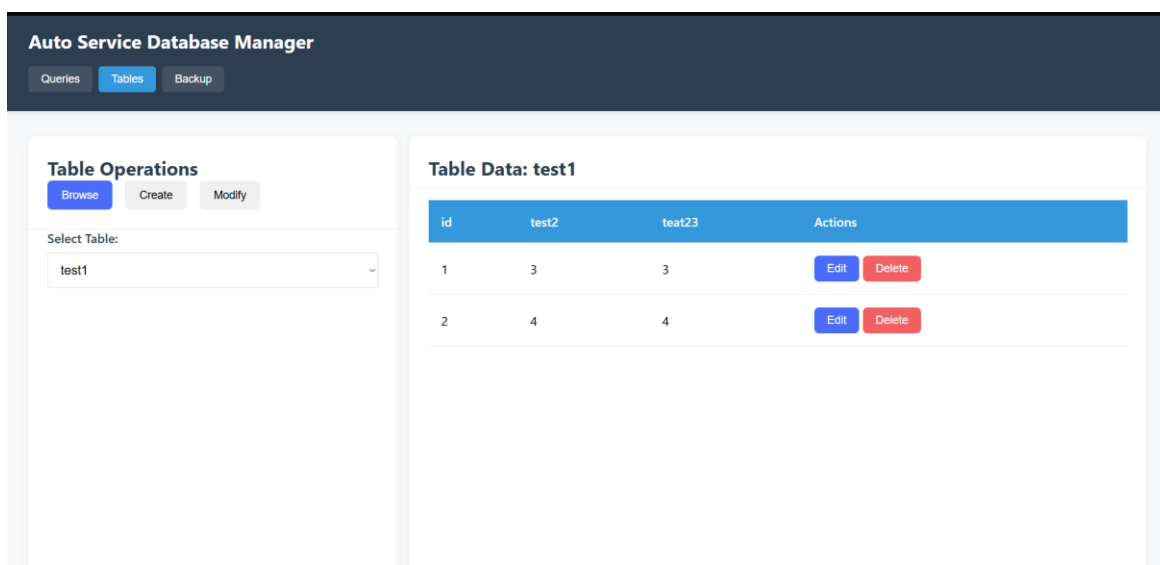 Auto Service Database Manager
Queries Tables Backup
Table Operations
Browse Create Modify
Select Table:
test1
Table Data: test1
id test2 teat23 Actions
1 3 3 Edit Delete
2 4 4 Edit Delete